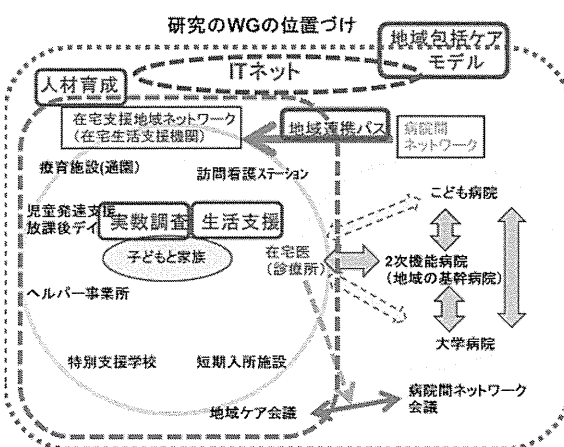 研究のWGの位置づけ
地域包括ケア
モデル
ITネット
人材育成
在宅支援地域ネットワーク
(在宅生活支援機関)
地域連携パス
病院間
ネットワーク
療育施設(通園)
訪問看護ステーション
こども病院
児童発達支援
放課後デイ
実数調査
生活支援
子どもと家族
在宅医
(診療所)
2次機能病院
(地域の基幹病院)
ヘルパー事業所
大学病院
特別支援学校
短期入所施設
病院間ネットワーク
会議
地域ケア会議